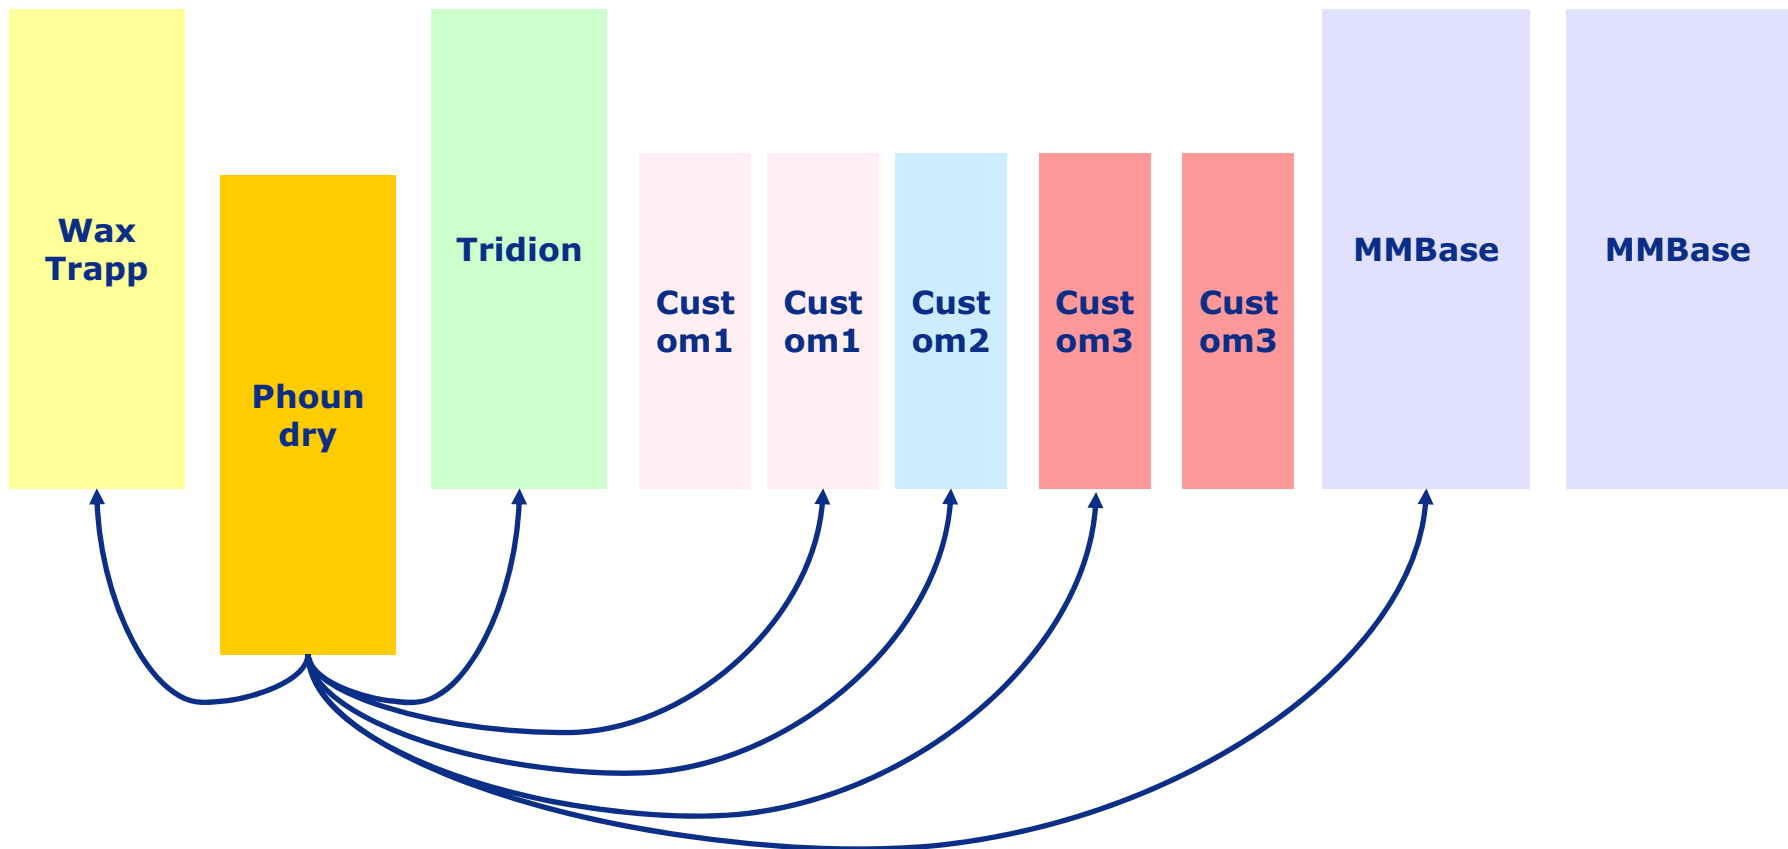 Wax
Trapp
Phoun
dry
Tridion
Cust
om1
Cust
om1
Cust
om2
Cust
om3
Cust
om3
MMBase
MMBase